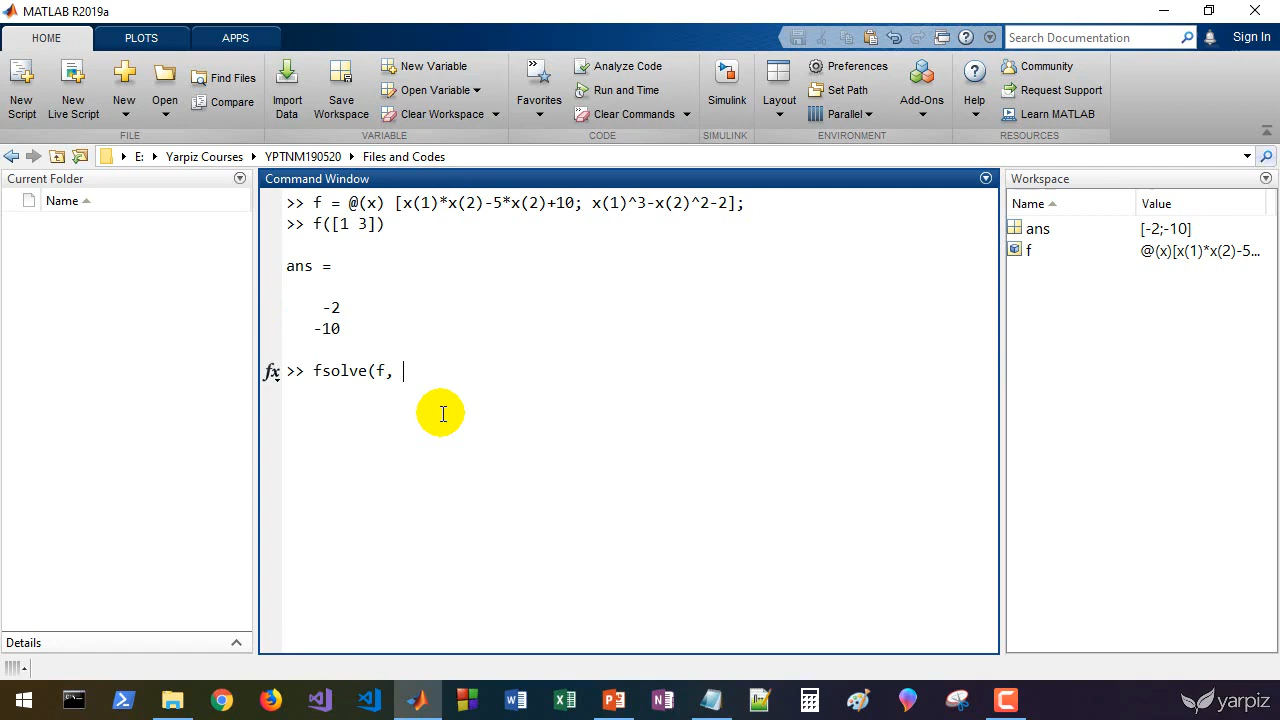 MATLAB R2019a
HOME PLOTS APPS
Search Documentation Sign In
New Script New Live Script New Open Find Files Compare
Import Data Save Workspace New Variable Open Variable Clear Workspace
Favorites Analyze Code Run and Time Clear Commands
Simulink Layout Preferences Set Path Parallel Add-Ons
Help Community Request Support Learn MATLAB
FILE VARIABLE CODE SIMULINK ENVIRONMENT RESOURCES
E: Yarpiz Courses YPTNM190520 Files and Codes
Current Folder
Name
Details
Command Window
>> f = @(x) [x(1)*x(2)-5*x(2)+10; x(1)^3-x(2)^2-2];
>> f([1 3])
ans =
-2
-10
fx >> fsolve(f,
Workspace
Name Value
ans [-2;-10]
f @(x)[x(1)*x(2)-5...
yarpiz